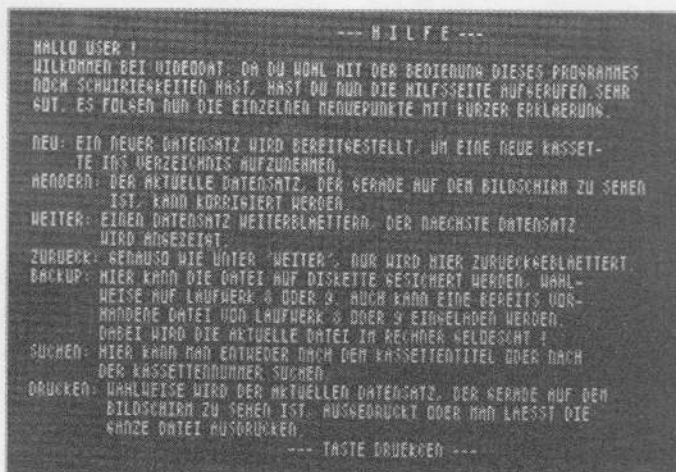 --- H I L F E ---
HALLO USER !
WILKOMMEN BEI VIDEODAT. DA DU WOHL MIT DER BEDIENUNG DIESES PROGRAMMES
NOCH SCHWIRIEGKEITEN HAST, HAST DU NUN DIE HILFSSEITE AUFGERUFEN. SEHR
GUT. ES FOLGEN NUN DIE EINZELNEN MENUEPUNKTE MIT KURZER ERKLAERUNG.
NEU: EIN NEUER DATENSATZ WIRD BEREITGESTELLT, UM EINE NEUE KASSET-
TE INS VERZEICHNIS AUFZUNEHMEN.
AENDERN: DER AKTUELLE DATENSATZ, DER GERADE AUF DEM BILDSCHIRM ZU SEHEN
IST, KANN KORRIGIERT WERDEN
WEITER: EINEN DATENSATZ WEITERBLAETTERN. DER NAECHSTE DATENSATZ
WIRD ANGEZEIGT.
ZURUECK: GENAUSO WIE UNTER "WEITER", NUR WIRD HIER ZURUECKGEBLAETTERT.
BACKUP: HIER KANN DIE DATEI AUF DISKETTE GESICHERT WERDEN. WAHL-
WEISE AUF LAUFWERK 8 ODER 9. AUCH KANN EINE BEREITS VOR-
HANDENE DATEI VON LAUFWERK 8 ODER 9 EINGELADEN WERDEN.
DABEI WIRD DIE AKTUELLE DATEI IM RECHNER GELOESCHT !
SUCHEN: HIER KANN MAN ENTWEDER NACH DEM KASSETTENTITEL ODER NACH
DER KASSETTENNUMMER SUCHEN
DRUCKEN: WAHLWEISE WIRD DER AKTUELLEN DATENSATZ, DER GERADE AUF DEM
BILDSCHIRM ZU SEHEN IST, AUSGEDRUCKT ODER MAN LAESST DIE
GANZE DATEI AUSDRUCKEN
--- TASTE DRUEKCEN ---